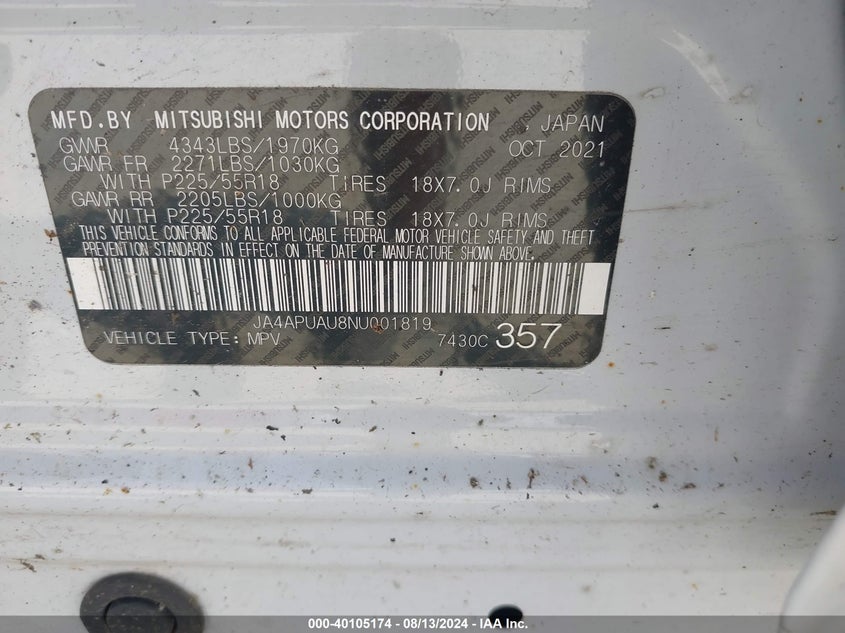 MFD.BY MITSUBISHI MOTORS CORPORATION , JAPAN
GVWR 4343LBS/1970KG OCT 2021
GAWR FR 2271LBS/1030KG
WITH P225/55R18 TIRES 18X7.0J RIMS
GAWR RR 2205LBS/1000KG
WITH P225/55R18 TIRES 18X7.0J RIMS
THIS VEHICLE CONFORMS TO ALL APPLICABLE FEDERAL MOTOR VEHICLE SAFETY AND THEFT
PREVENTION STANDARDS IN EFFECT ON THE DATE OF MANUFACTURE SHOWN ABOVE.
JA4APUAU8NU001819
VEHICLE TYPE: MPV 7430C 357
000-40105174 - 08/13/2024 - IAA Inc.